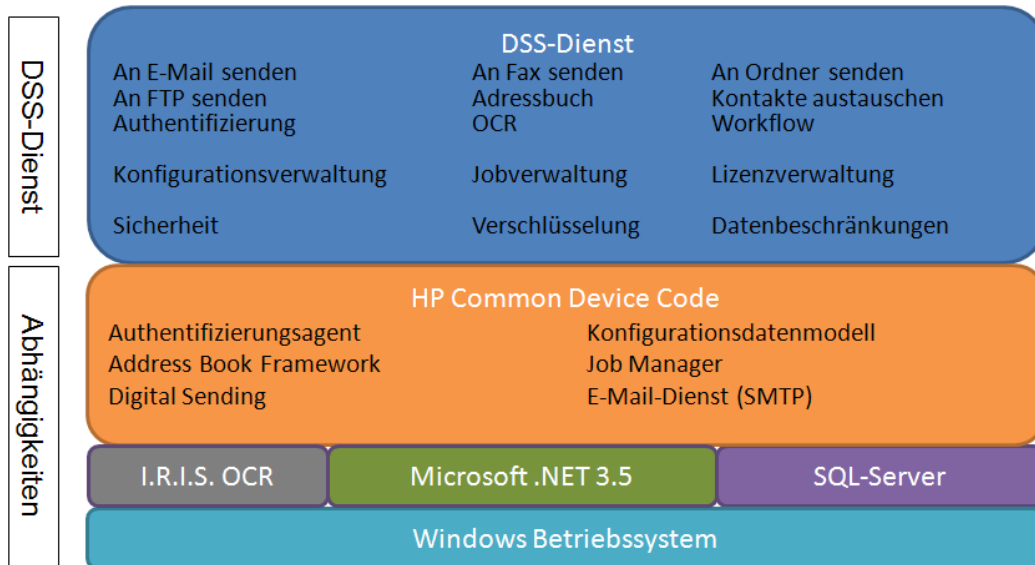 DSS-Dienst
DSS-Dienst
An E-Mail senden An Fax senden An Ordner senden
An FTP senden Adressbuch Kontakte austauschen
Authentifizierung OCR Workflow
Konfigurationsverwaltung Jobverwaltung Lizenzverwaltung
Sicherheit Verschlüsselung Datenbeschränkungen
Abhängigkeiten
HP Common Device Code
Authentifizierungsagent Konfigurationsdatenmodell
Address Book Framework Job Manager
Digital Sending E-Mail-Dienst (SMTP)
I.R.I.S. OCR Microsoft .NET 3.5 SQL-Server
Windows Betriebssystem